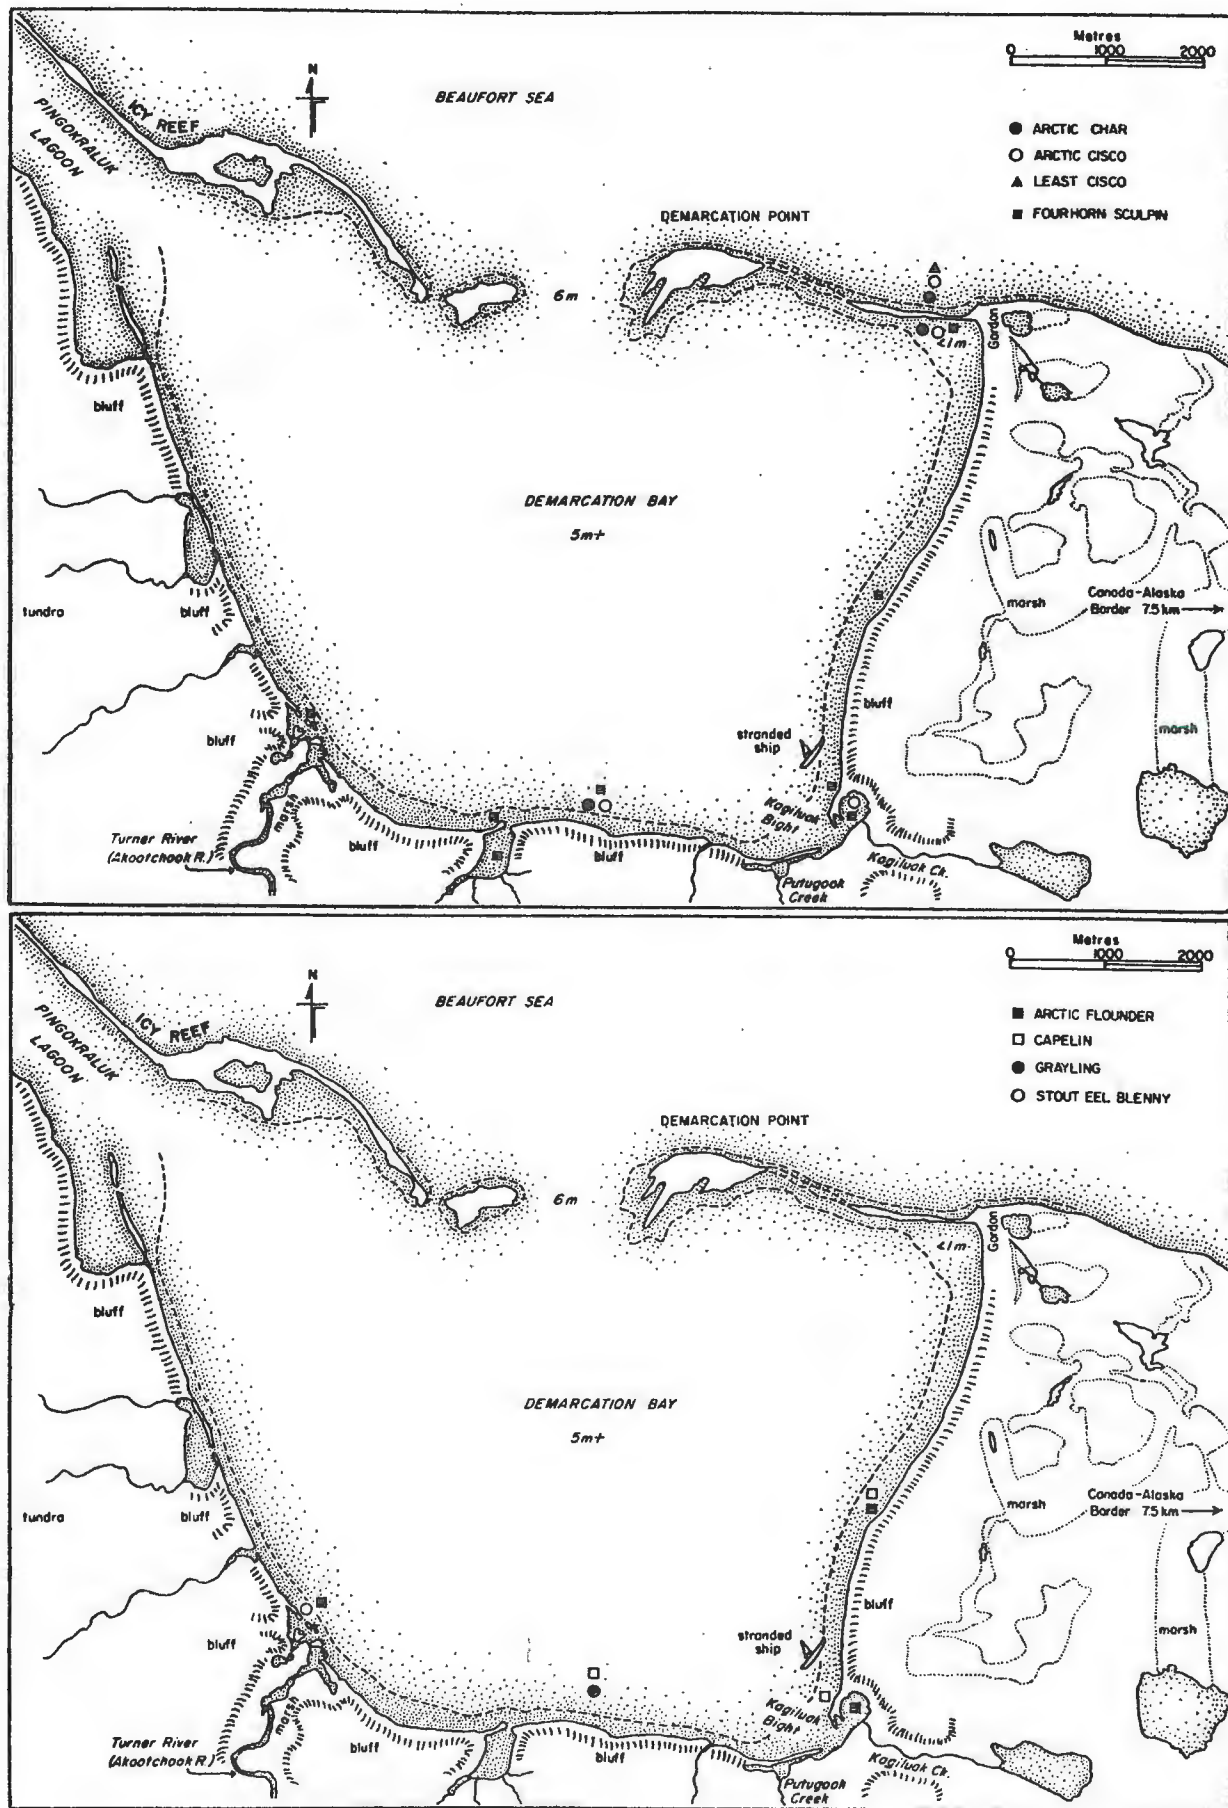 Metres
0 1000 2000
N
BEAUFORT SEA
ICY REEF
PINGOKRALUK
LAGOON
ARCTIC CHAR
ARCTIC CISCO
LEAST CISCO
FOURHORN SCULPIN
DEMARCATION POINT
6m
<1m
Gordon
bluff
DEMARCATION BAY
5m+
tundra
bluff
marsh
Canada-Alaska
Border 7.5 km
bluff
bluff
stranded
ship
marsh
Kagiluak
Bight
Turner River
(Akootchook R.)
marsh
bluff
bluff
Kagiluak Ck.
Putugook
Creek
Metres
0 1000 2000
N
BEAUFORT SEA
ICY REEF
PINGOKRALUK
LAGOON
ARCTIC FLOUNDER
CAPELIN
GRAYLING
STOUT EEL BLENNY
DEMARCATION POINT
6m
<1m
Gordon
bluff
DEMARCATION BAY
5m+
tundra
bluff
marsh
Canada-Alaska
Border 7.5 km
bluff
bluff
stranded
ship
marsh
Kagiluak
Bight
Turner River
(Akootchook R.)
marsh
bluff
bluff
Kagiluak Ck.
Putugook
Creek